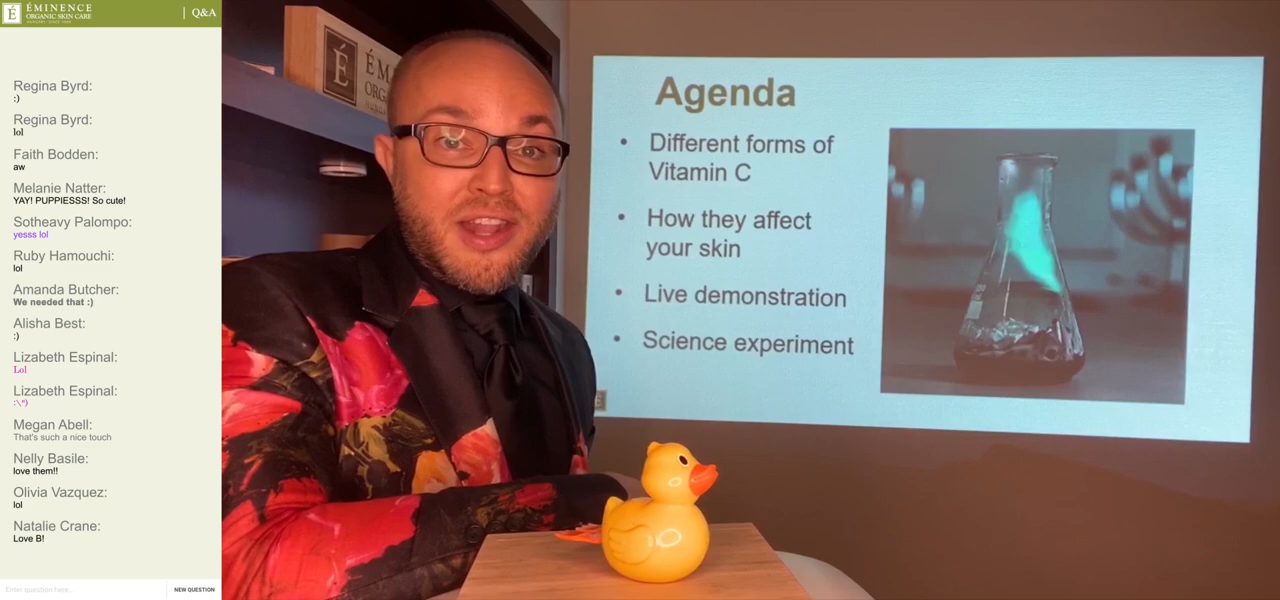 É
ÉMINENCE
ORGANIC SKIN CARE
HUNGARY · SINCE 1958
| Q&A
Regina Byrd:
:)
Regina Byrd:
lol
Faith Bodden:
aw
Melanie Natter:
YAY! PUPPIESSS! So cute!
Sotheavy Palompo:
yesss lol
Ruby Hamouchi:
lol
Amanda Butcher:
We needed that :)
Alisha Best:
:)
Lizabeth Espinal:
Lol
Lizabeth Espinal:
:\,")
Megan Abell:
That's such a nice touch
Nelly Basile:
love them!!
Olivia Vazquez:
lol
Natalie Crane:
Love B!
Enter question here...
NEW QUESTION
É
Agenda
• Different forms of
Vitamin C
• How they affect
your skin
• Live demonstration
• Science experiment